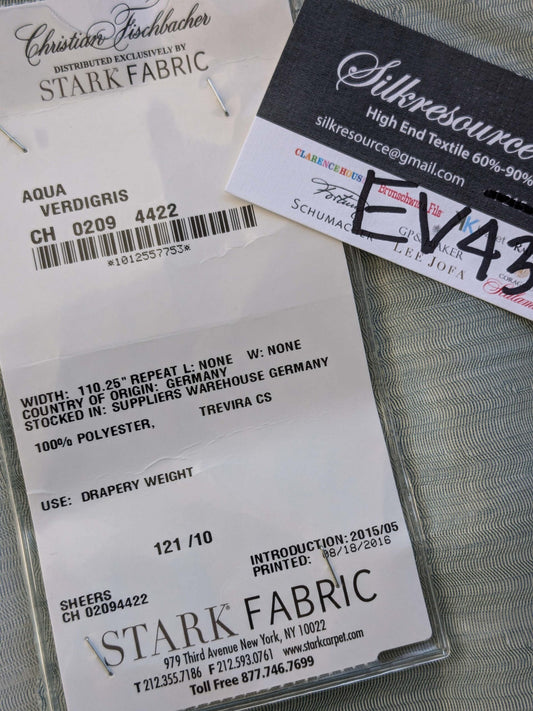 Christian Fischbacher
DISTRIBUTED EXCLUSIVELY BY
STARK FABRIC
AQUA
VERDIGRIS
CH 0209 4422
*1012557753*
WIDTH: 110.25" REPEAT L: NONE W: NONE
COUNTRY OF ORIGIN: GERMANY
STOCKED IN: SUPPLIERS WAREHOUSE GERMANY
100% POLYESTER, TREVIRA CS
USE: DRAPERY WEIGHT
121 /10
INTRODUCTION: 2015/05
PRINTED: 08/18/2016
SHEERS
CH 02094422
STARK® FABRIC
979 Third Avenue New York, NY 10022
T 212.355.7186 F 212.593.0761 www.starkcarpet.com
Toll Free 877.746.7699
Silkresource
High End Textile 60%-90%
silkresource@gmail.com
CLARENCE HOUS
Brunschwig & Fils
SCHUMACHER
LEE JOFA
EV43